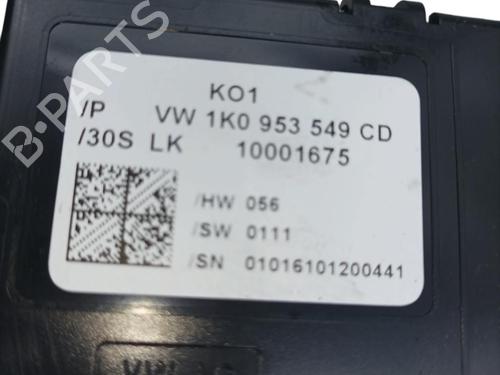 KO1
/P VW 1K0 953 549 CD
/30S LK 10001675
/HW 056
/SW 0111
/SN 01016101200441
B-PARTS